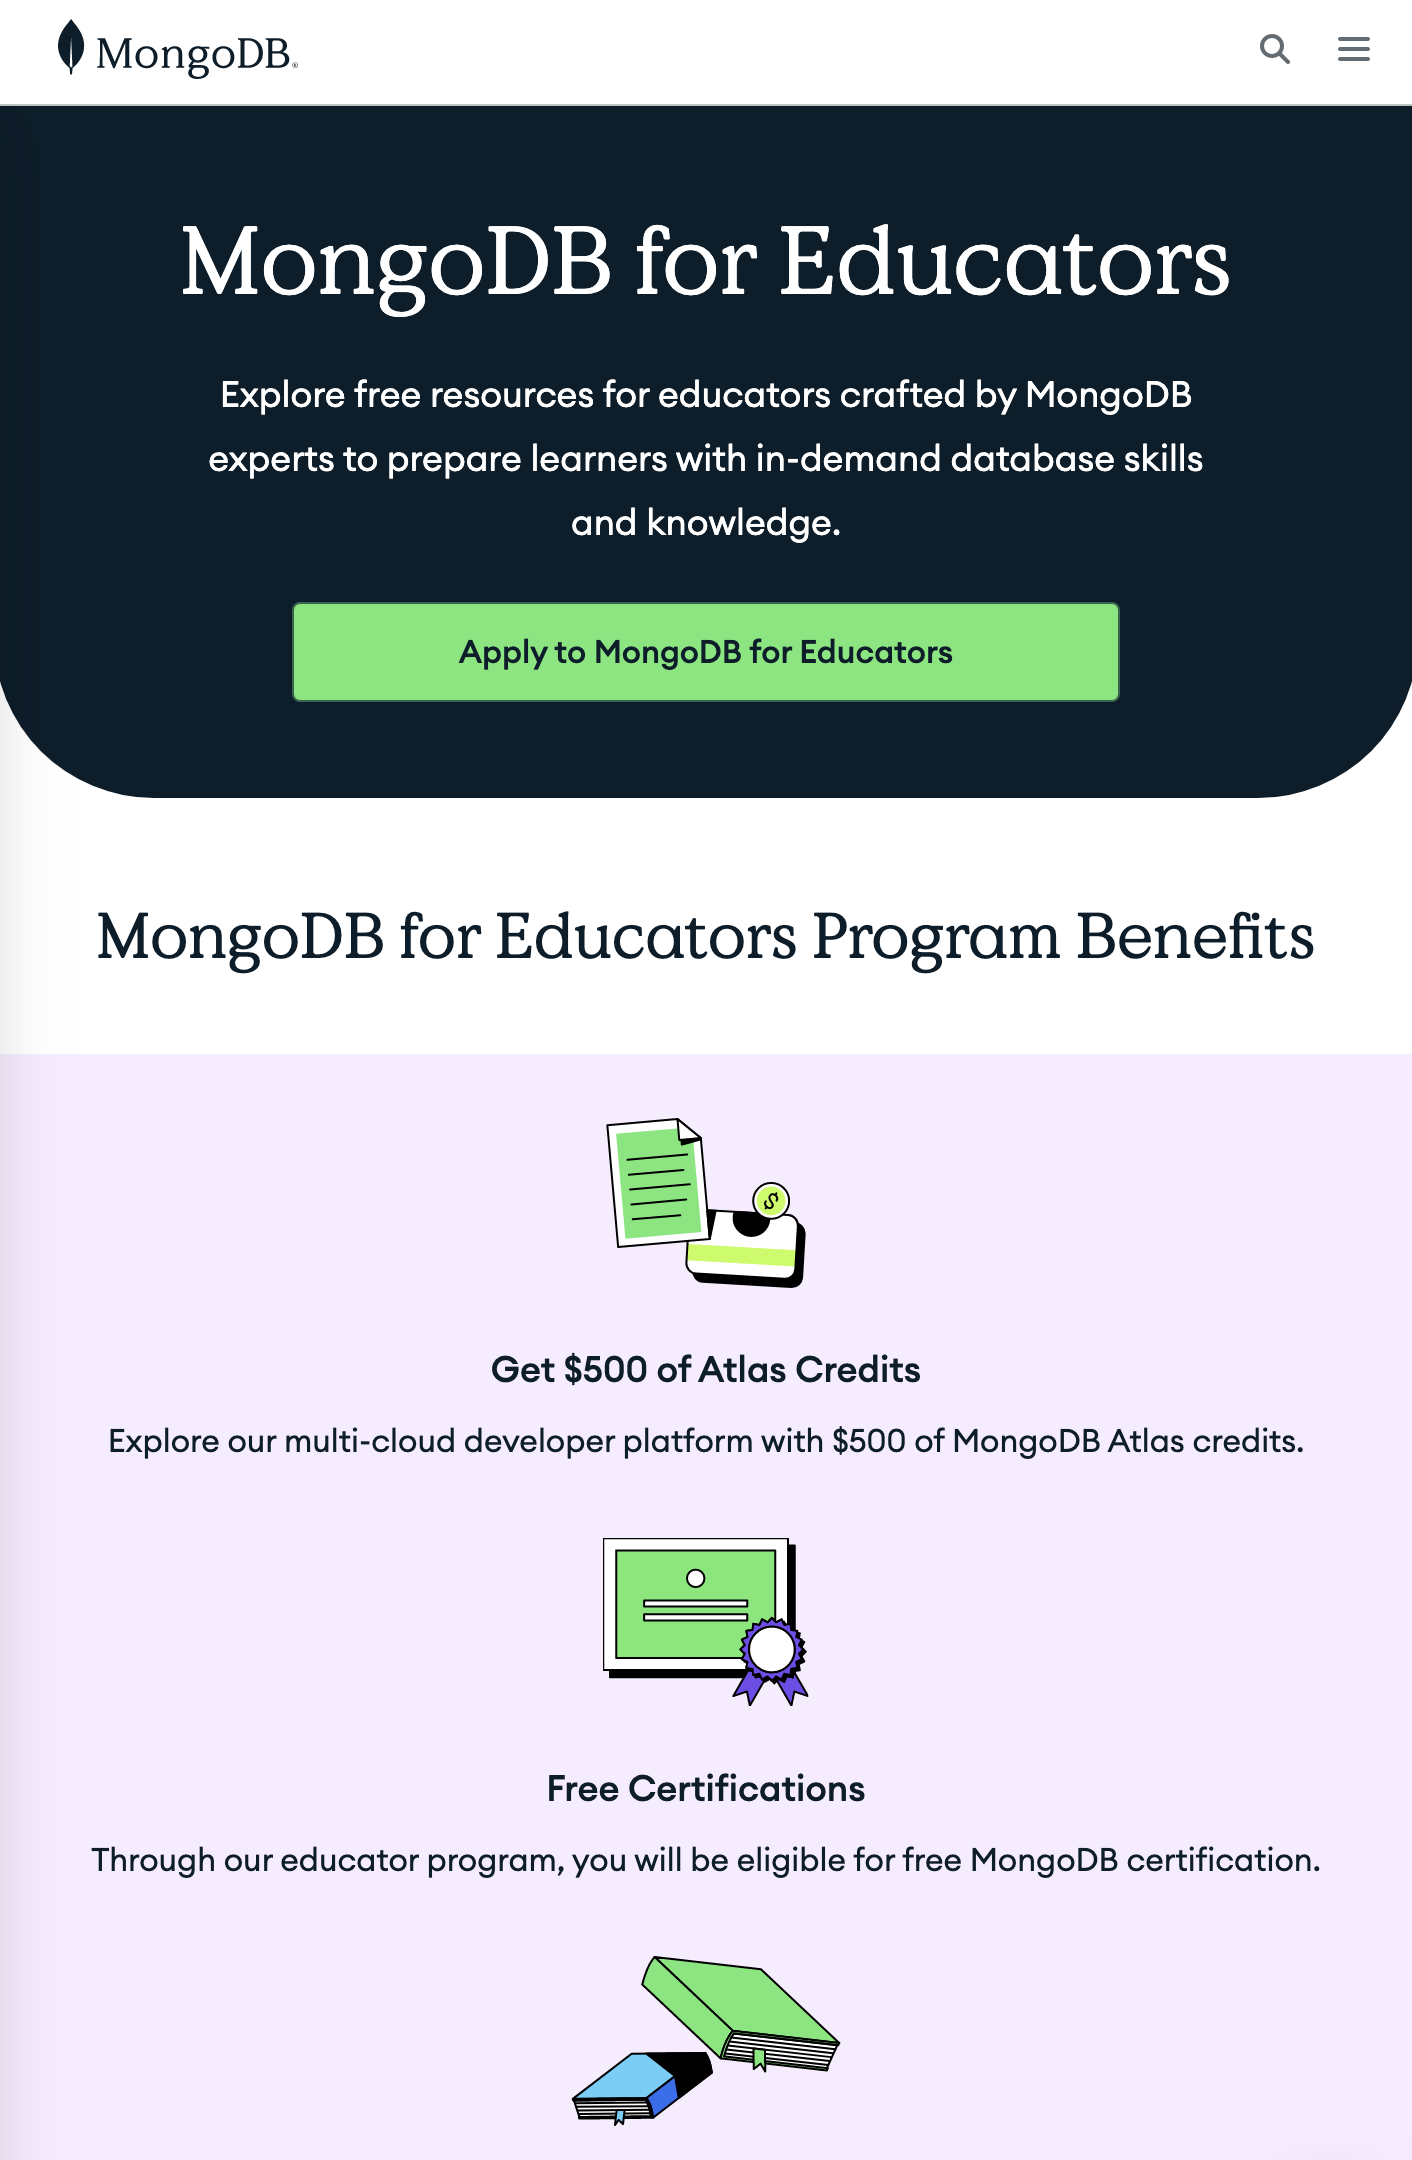 MongoDB®
MongoDB for Educators
Explore free resources for educators crafted by MongoDB
experts to prepare learners with in-demand database skills
and knowledge.
Apply to MongoDB for Educators
MongoDB for Educators Program Benefits
$
Get $500 of Atlas Credits
Explore our multi-cloud developer platform with $500 of MongoDB Atlas credits.
Free Certifications
Through our educator program, you will be eligible for free MongoDB certification.